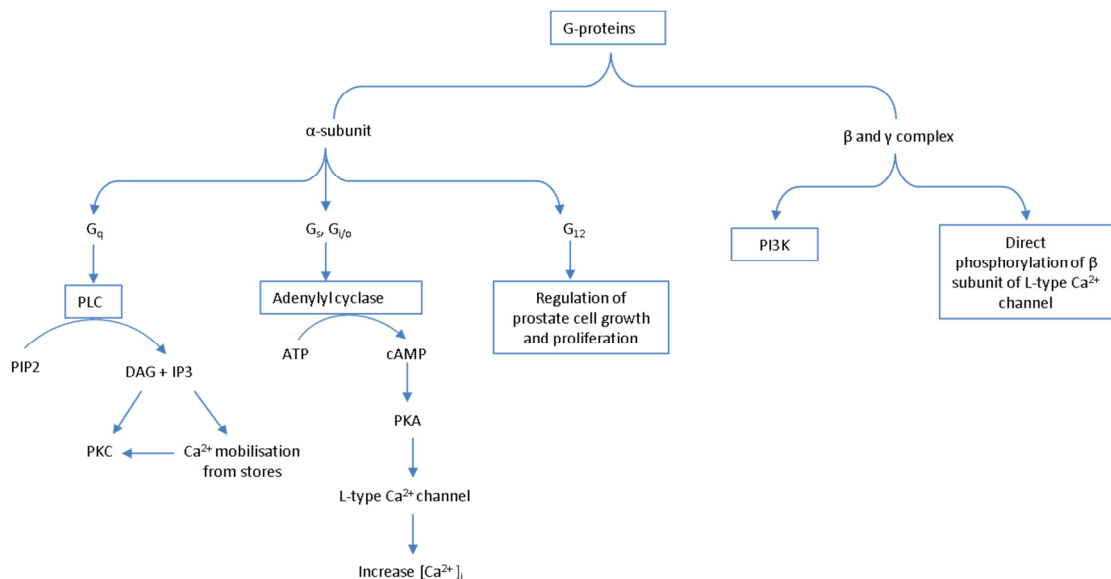 G-proteins
α-subunit
β and γ complex
Gq
Gs, Gi/o
G12
PI3K
Direct
phosphorylation of β
subunit of L-type Ca²⁺
channel
PLC
Adenylyl cyclase
Regulation of
prostate cell growth
and proliferation
PIP2
DAG + IP3
ATP
cAMP
PKC
Ca²⁺ mobilisation
from stores
PKA
L-type Ca²⁺ channel
Increase [Ca²⁺]i